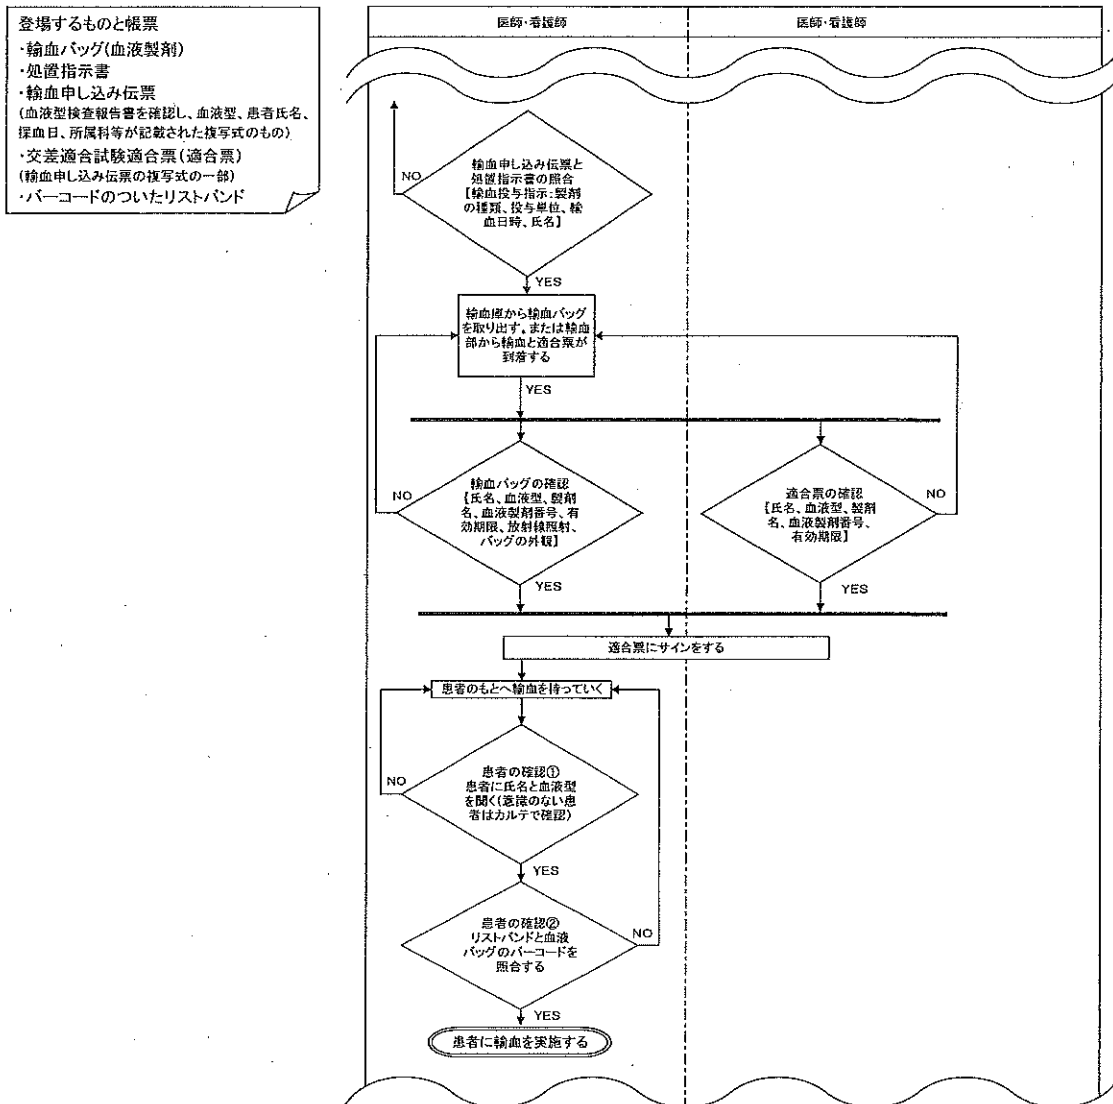 登場するものと帳票
・輸血バッグ(血液製剤)
・処置指示書
・輸血申し込み伝票
(血液型検査報告書を確認し、血液型、患者氏名、
採血日、所属科等が記載された複写式のもの)
・交差適合試験適合票(適合票)
(輸血申し込み伝票の複写式の一部)
・バーコードのついたリストバンド
医師・看護師
医師・看護師
輸血申し込み伝票と
処置指示書の照合
【輸血投与指示:製剤
の種類、投与単位、輸
血日時、氏名】
NO
YES
輸血庫から輸血バッグ
を取り出す。または輸血
部から輸血と適合票が
到着する
YES
輸血バッグの確認
【氏名、血液型、製剤
名、血液製剤番号、有
効期限、放射線照射、
バッグの外観】
NO
YES
適合票の確認
【氏名、血液型、製剤
名、血液製剤番号、
有効期限】
NO
YES
適合票にサインをする
患者のもとへ輸血を持っていく
患者の確認①
患者に氏名と血液型
を聞く(意識のない患
者はカルテで確認)
NO
YES
患者の確認②
リストバンドと血液
バッグのバーコードを
照合する
NO
YES
患者に輸血を実施する